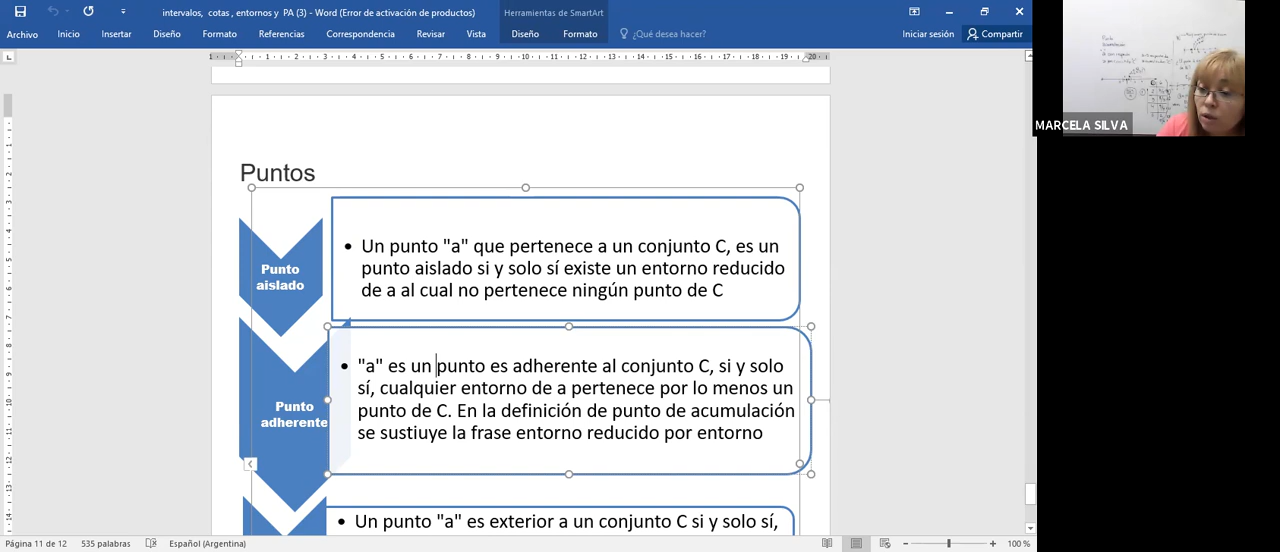 intervalos, cotas , entornos y PA (3) - Word (Error de activación de productos)
Herramientas de SmartArt
Archivo Inicio Insertar Diseño Formato Referencias Correspondencia Revisar Vista Diseño Formato ¿Qué desea hacer? Iniciar sesión Compartir
MARCELA SILVA
Puntos
Punto
aislado
• Un punto "a" que pertenece a un conjunto C, es un
punto aislado si y solo sí existe un entorno reducido
de a al cual no pertenece ningún punto de C
Punto
adherente
• "a" es un punto es adherente al conjunto C, si y solo
sí, cualquier entorno de a pertenece por lo menos un
punto de C. En la definición de punto de acumulación
se sustiuye la frase entorno reducido por entorno
• Un punto "a" es exterior a un conjunto C si y solo sí,
Página 11 de 12 535 palabras Español (Argentina) 100 %